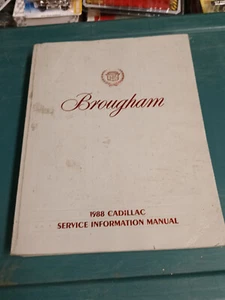 Brougham
1988 CADILLAC
SERVICE INFORMATION MANUAL